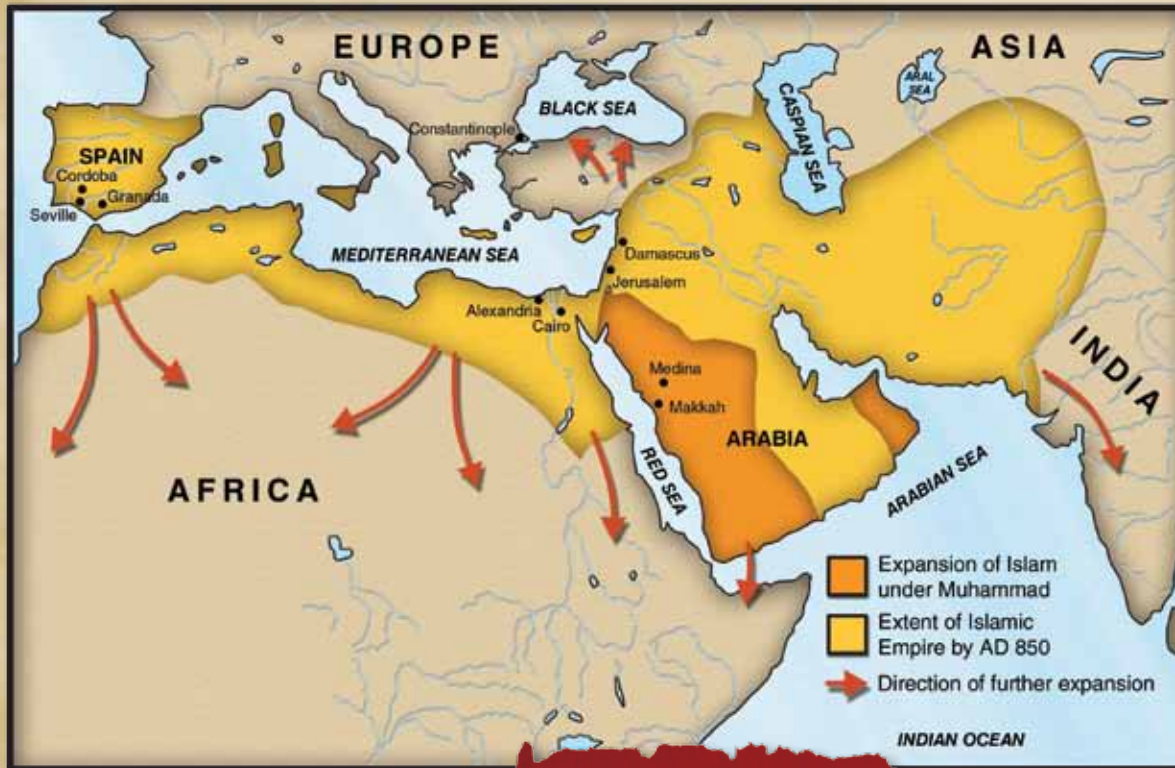 EUROPE
ASIA
ARAL
SEA
BLACK SEA
CASPIAN SEA
Constantinople
SPAIN
Cordoba
Granada
Seville
MEDITERRANEAN SEA
Damascus
Jerusalem
Alexandria
Cairo
INDIA
Medina
Makkah
ARABIA
RED SEA
ARABIAN SEA
AFRICA
Expansion of Islam
under Muhammad
Extent of Islamic
Empire by AD 850
Direction of further expansion
INDIAN OCEAN